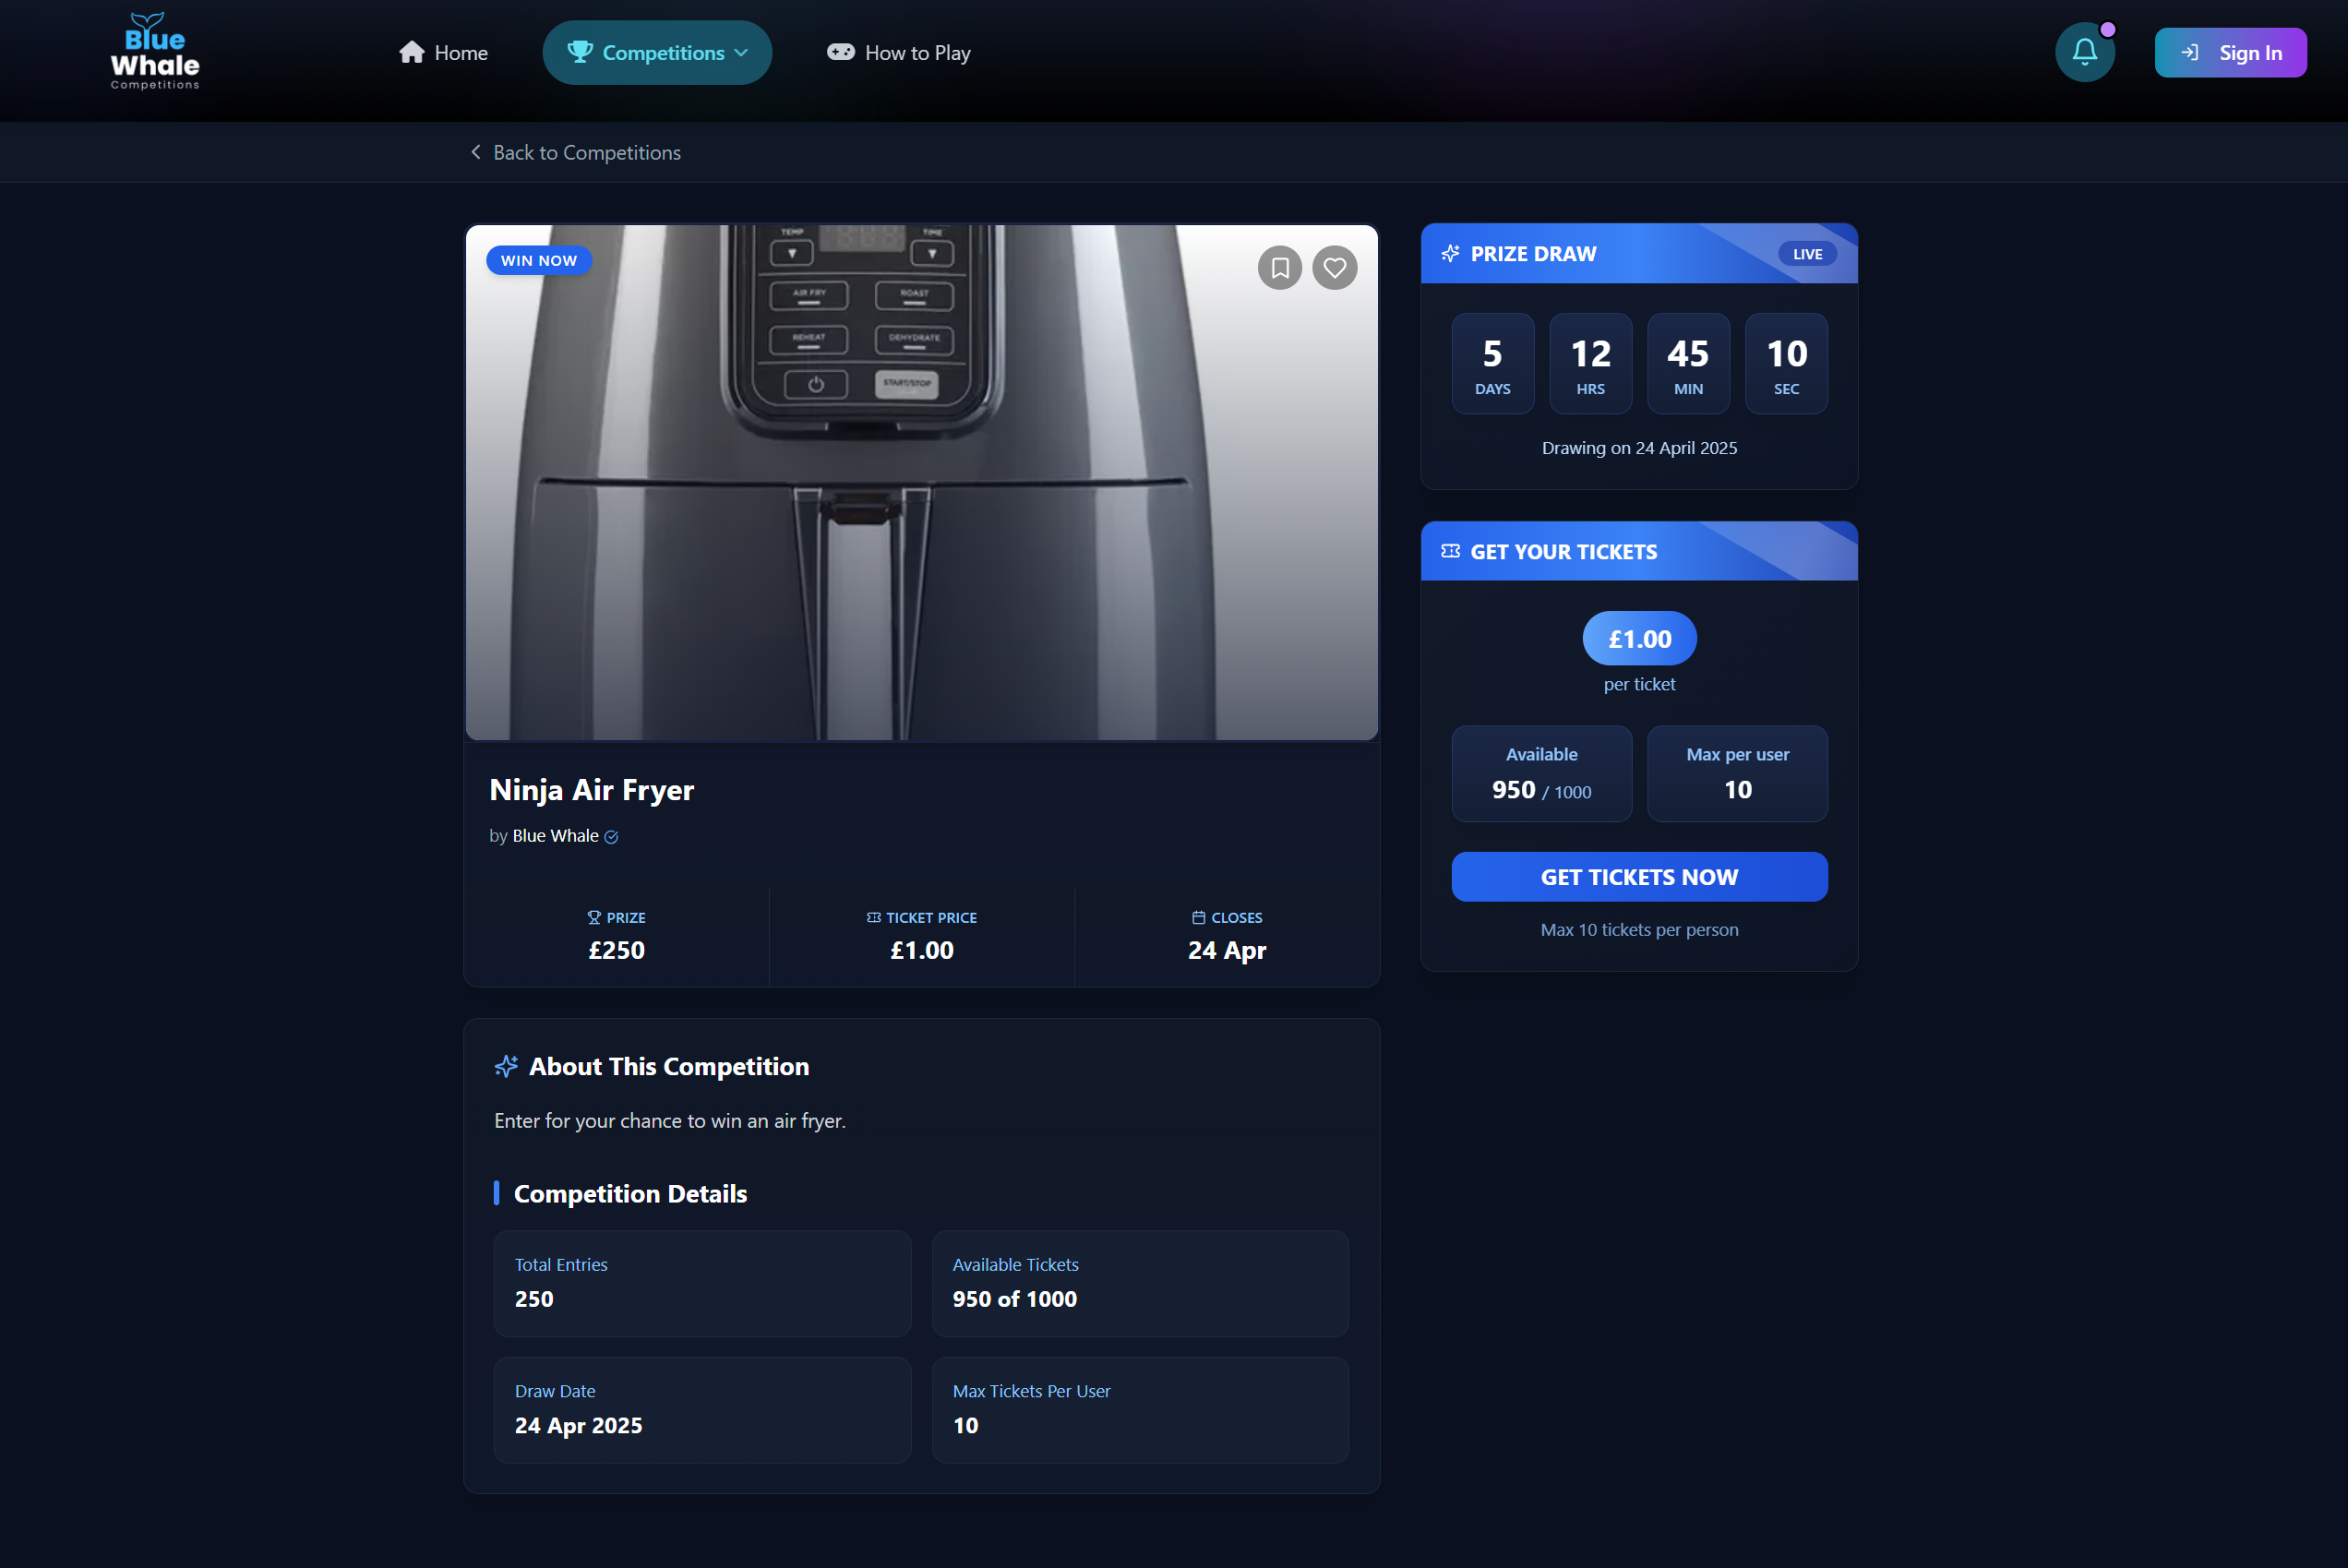 Blue
Whale
Competitions
Home
Competitions
How to Play
Sign In
Back to Competitions
WIN NOW
TEMP
TIME
AIR FRY
ROAST
REHEAT
DEHYDRATE
START/STOP
Ninja Air Fryer
by Blue Whale
PRIZE
£250
TICKET PRICE
£1.00
CLOSES
24 Apr
About This Competition
Enter for your chance to win an air fryer.
Competition Details
Total Entries
250
Available Tickets
950 of 1000
Draw Date
24 Apr 2025
Max Tickets Per User
10
PRIZE DRAW
LIVE
5
DAYS
12
HRS
45
MIN
10
SEC
Drawing on 24 April 2025
GET YOUR TICKETS
£1.00
per ticket
Available
950 / 1000
Max per user
10
GET TICKETS NOW
Max 10 tickets per person